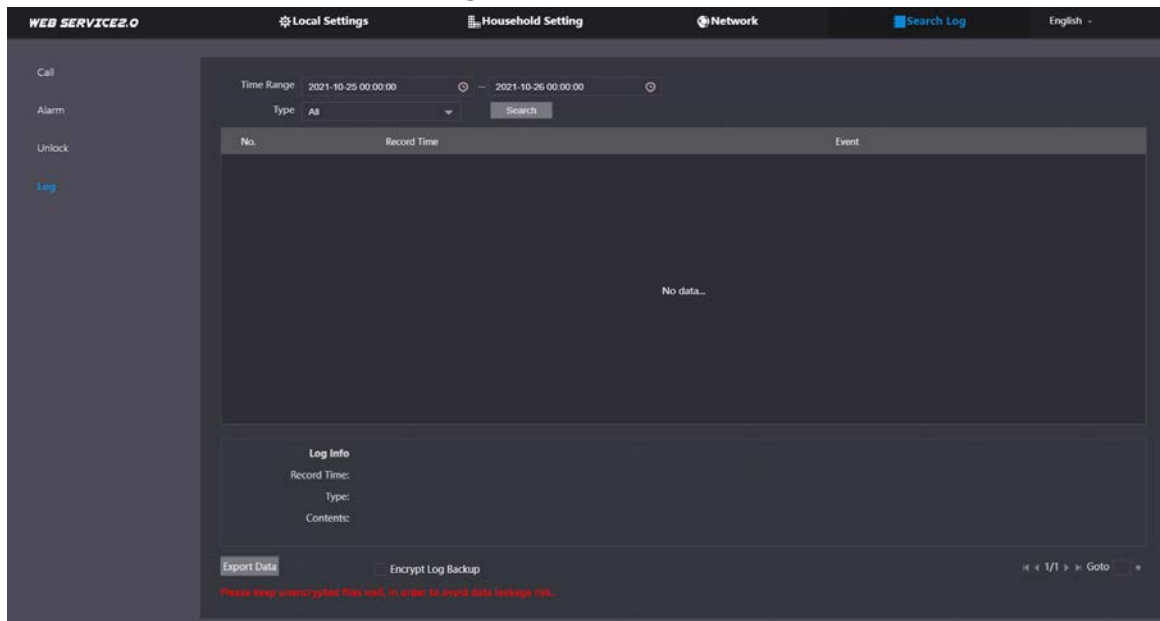 WEB SERVICE2.0 Local Settings Household Setting Network Search Log English
Call
Time Range 2021-10-25 00:00:00 — 2021-10-26 00:00:00
Alarm
Type All Search
Unlock
No. Record Time Event
Log
No data...
Log Info
Record Time:
Type:
Contents:
Export Data Encrypt Log Backup 1/1 Goto
Please keep unencrypted files well, in order to avoid data leakage